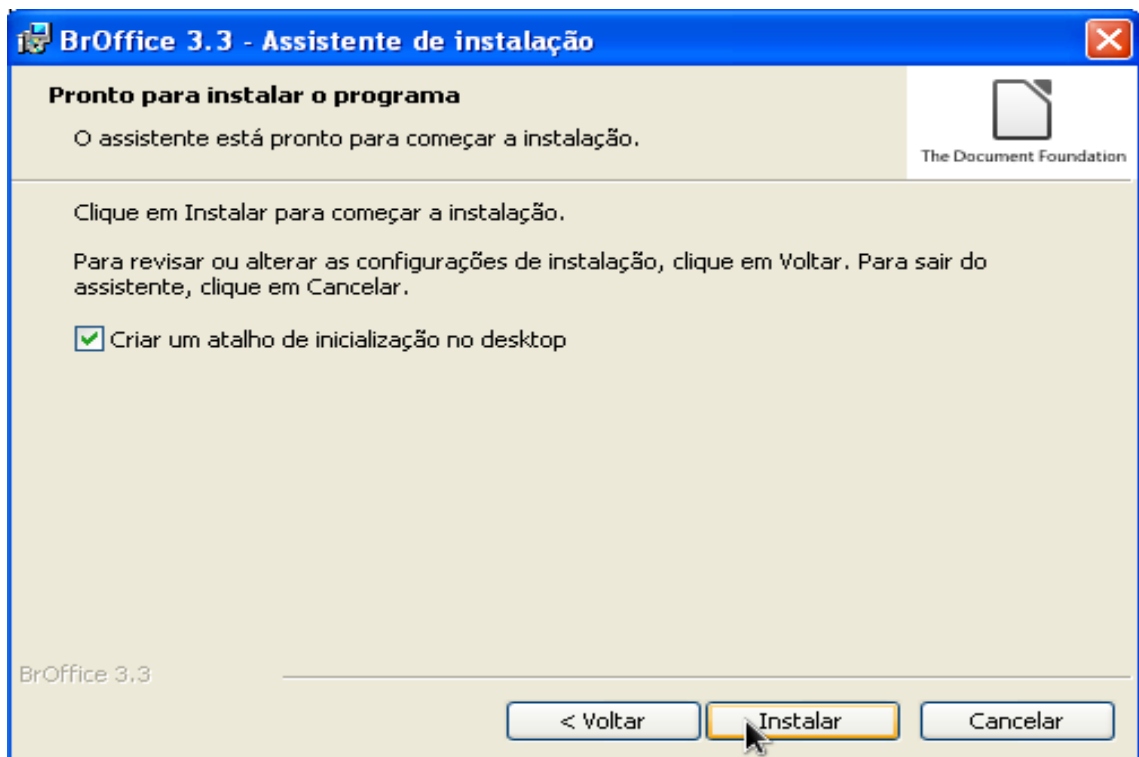 BrOffice 3.3 - Assistente de instalação
Pronto para instalar o programa
O assistente está pronto para começar a instalação.
The Document Foundation
Clique em Instalar para começar a instalação.
Para revisar ou alterar as configurações de instalação, clique em Voltar. Para sair do
assistente, clique em Cancelar.
Criar um atalho de inicialização no desktop
BrOffice 3.3
< Voltar
Instalar
Cancelar